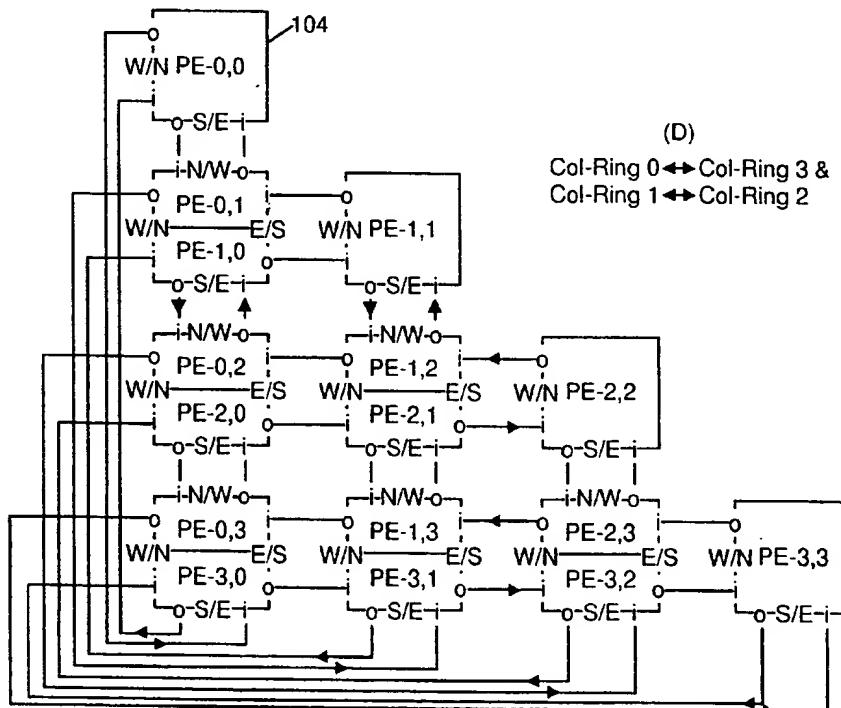 104
o
W/N PE-0,0
i
o-S/E-i
(D)
Col-Ring 0 ↔ Col-Ring 3 &
Col-Ring 1 ↔ Col-Ring 2
i-N/W-o
o PE-0,1 i o
W/N E/S W/N PE-1,1
i PE-1,0 o i
o-S/E-i o-S/E-i
i-N/W-o i-N/W-o
o PE-0,2 i o PE-1,2 i o
W/N E/S W/N E/S W/N PE-2,2
i PE-2,0 o i PE-2,1 o i
o-S/E-i o-S/E-i o-S/E-i
i-N/W-o i-N/W-o i-N/W-o
o PE-0,3 i o PE-1,3 i o PE-2,3 i o
W/N E/S W/N E/S W/N E/S W/N PE-3,3
i PE-3,0 o i PE-3,1 o i PE-3,2 o i
o-S/E-i o-S/E-i o-S/E-i o-S/E-i